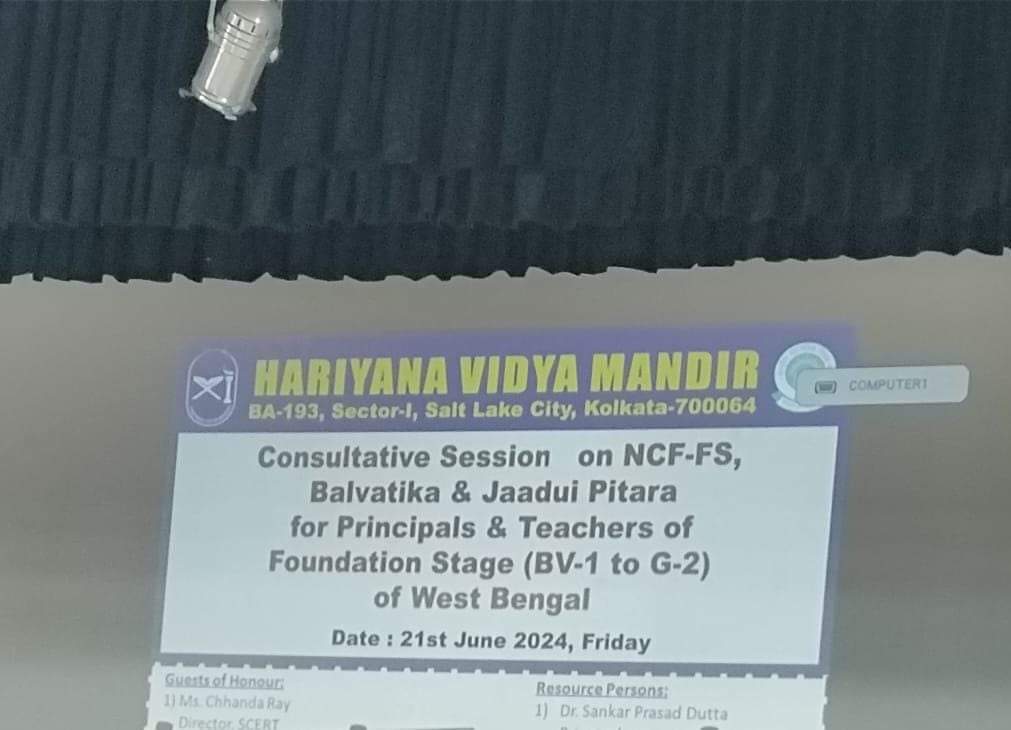 HARIYANA VIDYA MANDIR
BA-193, Sector-I, Salt Lake City, Kolkata-700064
COMPUTER1
Consultative Session on NCF-FS,
Balvatika & Jaadui Pitara
for Principals & Teachers of
Foundation Stage (BV-1 to G-2)
of West Bengal
Date : 21st June 2024, Friday
Guests of Honour:
1) Ms. Chhanda Ray
Director, SCERT
Resource Persons:
1) Dr. Sankar Prasad Dutta